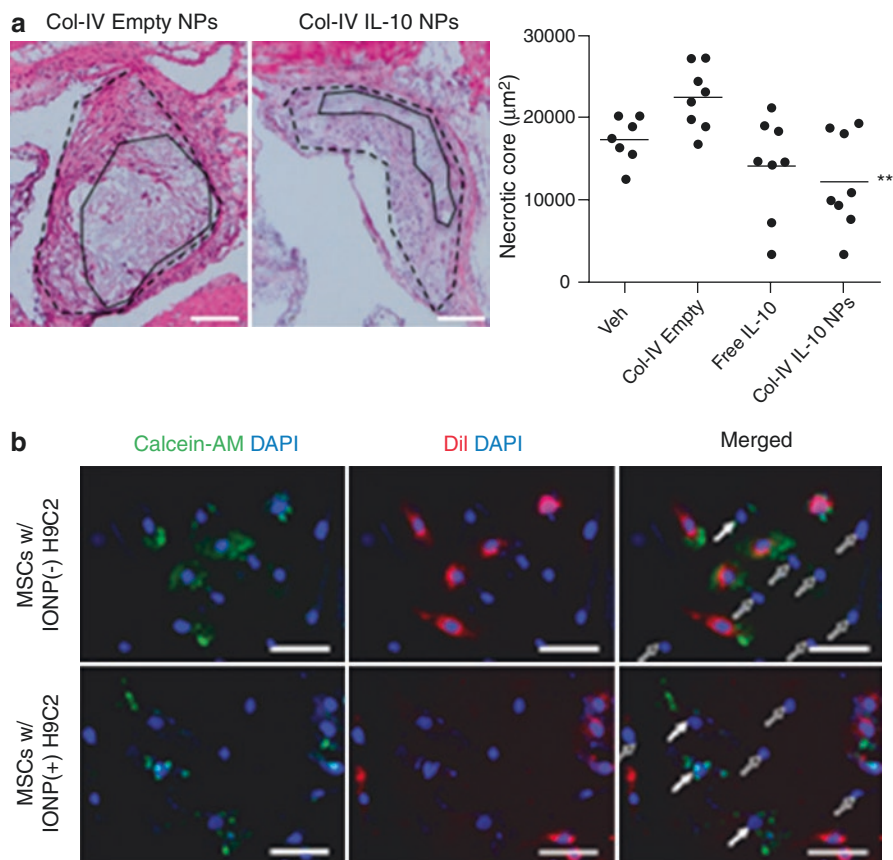 a
Col-IV Empty NPs
Col-IV IL-10 NPs
Necrotic core (µm²)
30000
20000
10000
0
**
Veh
Col-IV Empty
Free IL-10
Col-IV IL-10 NPs
b
Calcein-AM DAPI
Dil DAPI
Merged
MSCs w/
IONP(-) H9C2
MSCs w/
IONP(+) H9C2